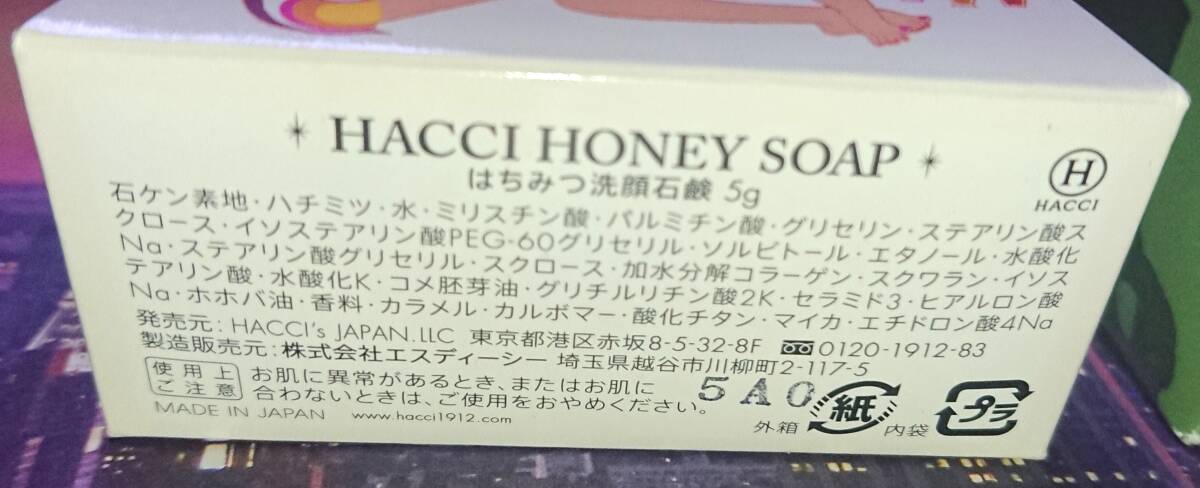 HACCI HONEY SOAP
はちみつ洗顔石鹸 5g
H
HACCI
石ケン素地・ハチミツ・水・ミリスチン酸・パルミチン酸・グリセリン・ステアリン酸ス
クロース・イソステアリン酸PEG-60グリセリル・ソルビトール・エタノール・水酸化
Na・ステアリン酸グリセリル・スクロース・加水分解コラーゲン・スクワラン・イソス
テアリン酸・水酸化K・コメ胚芽油・グリチルリチン酸2K・セラミド3・ヒアルロン酸
Na・ホホバ油・香料・カラメル・カルボマー・酸化チタン・マイカ・エチドロン酸4Na
発売元：HACCI's JAPAN.LLC 東京都港区赤坂8-5-32-8F 0120-1912-83
製造販売元：株式会社エスディーシー 埼玉県越谷市川柳町2-117-5
使用上
ご注意
お肌に異常があるとき、またはお肌に
合わないときは、ご使用をおやめください。
5A0
外箱 紙 内袋 プラ
MADE IN JAPAN www.hacci1912.com